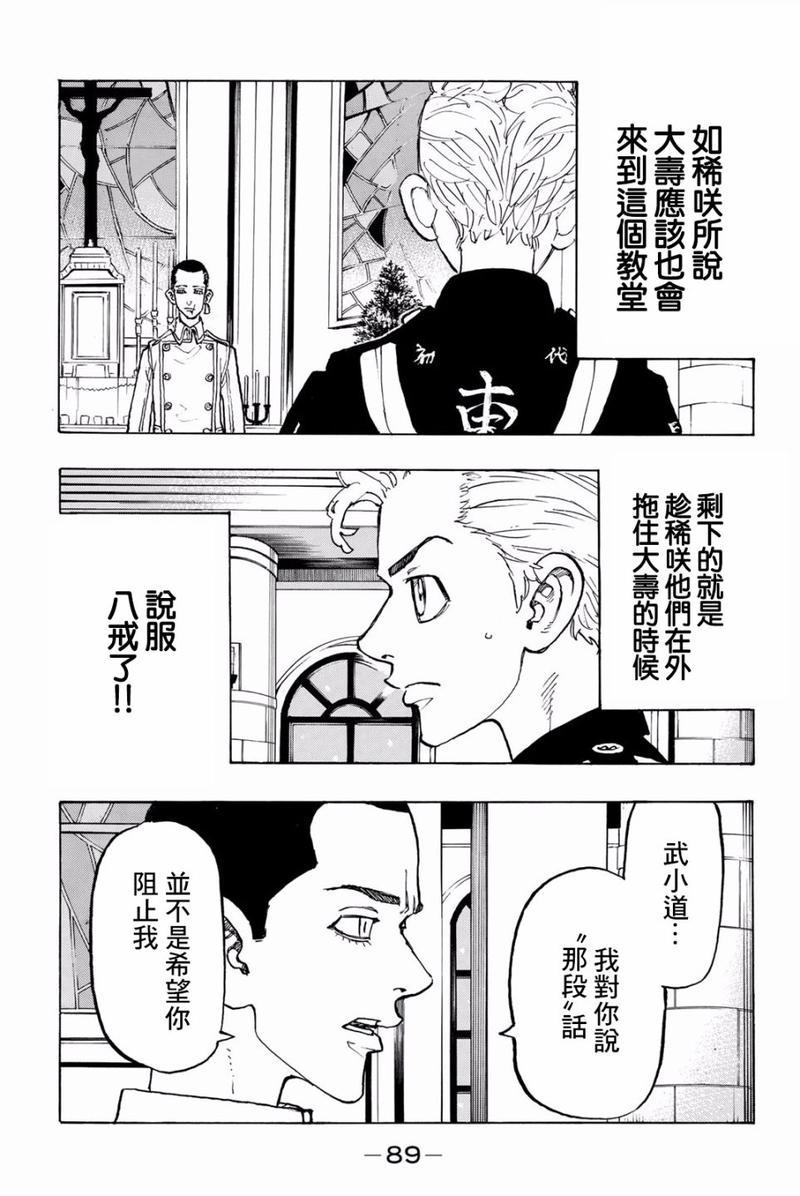 如稀咲所說
大壽應該也會
來到這個教堂
初代
東
剩下的就是
趁稀咲他們在外
拖住大壽的時候
說服
八戒了!!
武小道…
我對你說
〝那段〞話
並不是希望你
阻止我
—89—